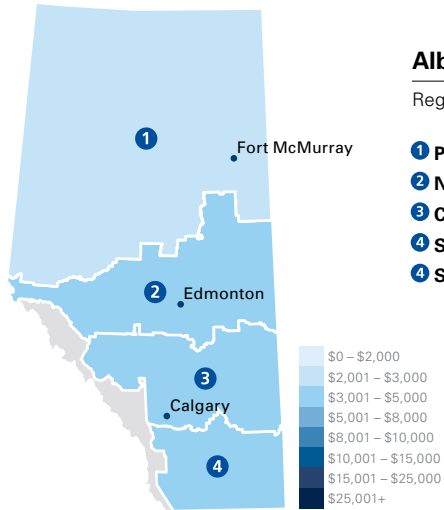 1
Fort McMurray
2
Edmonton
3
Calgary
4
Alb
Reg
1 P
2 N
3 C
4 S
4 S
$0 – $2,000
$2,001 – $3,000
$3,001 – $5,000
$5,001 – $8,000
$8,001 – $10,000
$10,001 – $15,000
$15,001 – $25,000
$25,001+